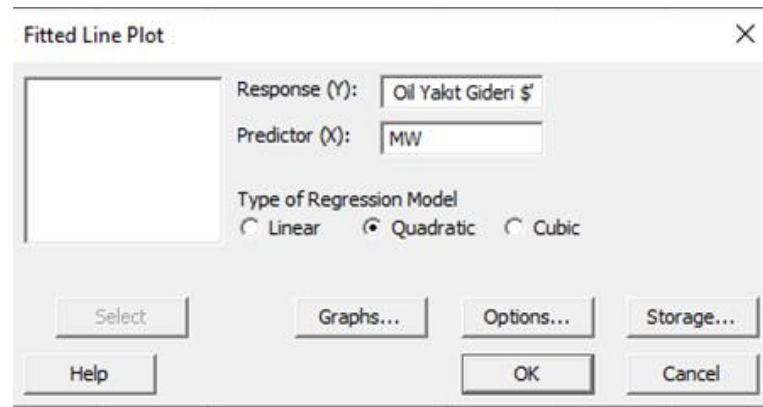 Fitted Line Plot
Response (Y): Oil Yakıt Gideri $'
Predictor (X): MW
Type of Regression Model
Linear Quadratic Cubic
Select Graphs... Options... Storage...
Help OK Cancel